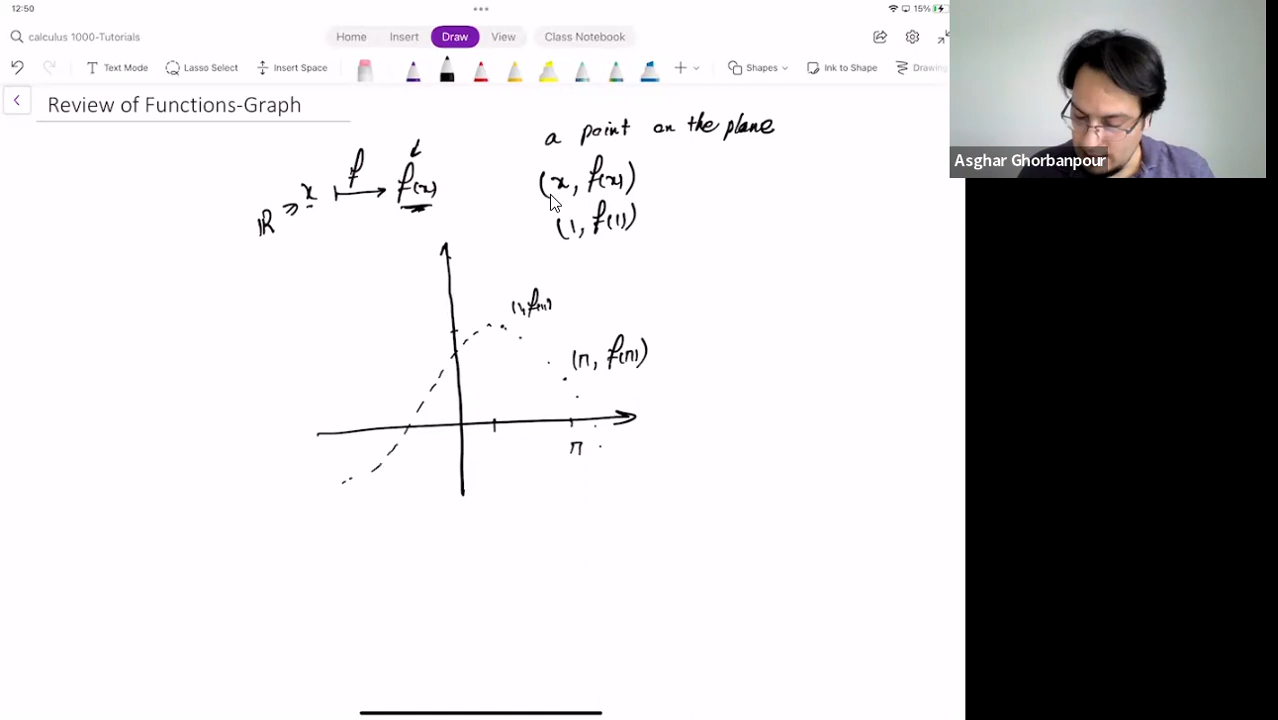 12:50
15%
calculus 1000-Tutorials
Home Insert Draw View Class Notebook
Text Mode Lasso Select Insert Space Shapes Ink to Shape Drawing
Review of Functions-Graph
Asghar Ghorbanpour
a point on the plane
ℝ ∋ x ↦ f(x)
f
(x, f(x))
(1, f(1))
(1, f(1))
(π, f(π))
π